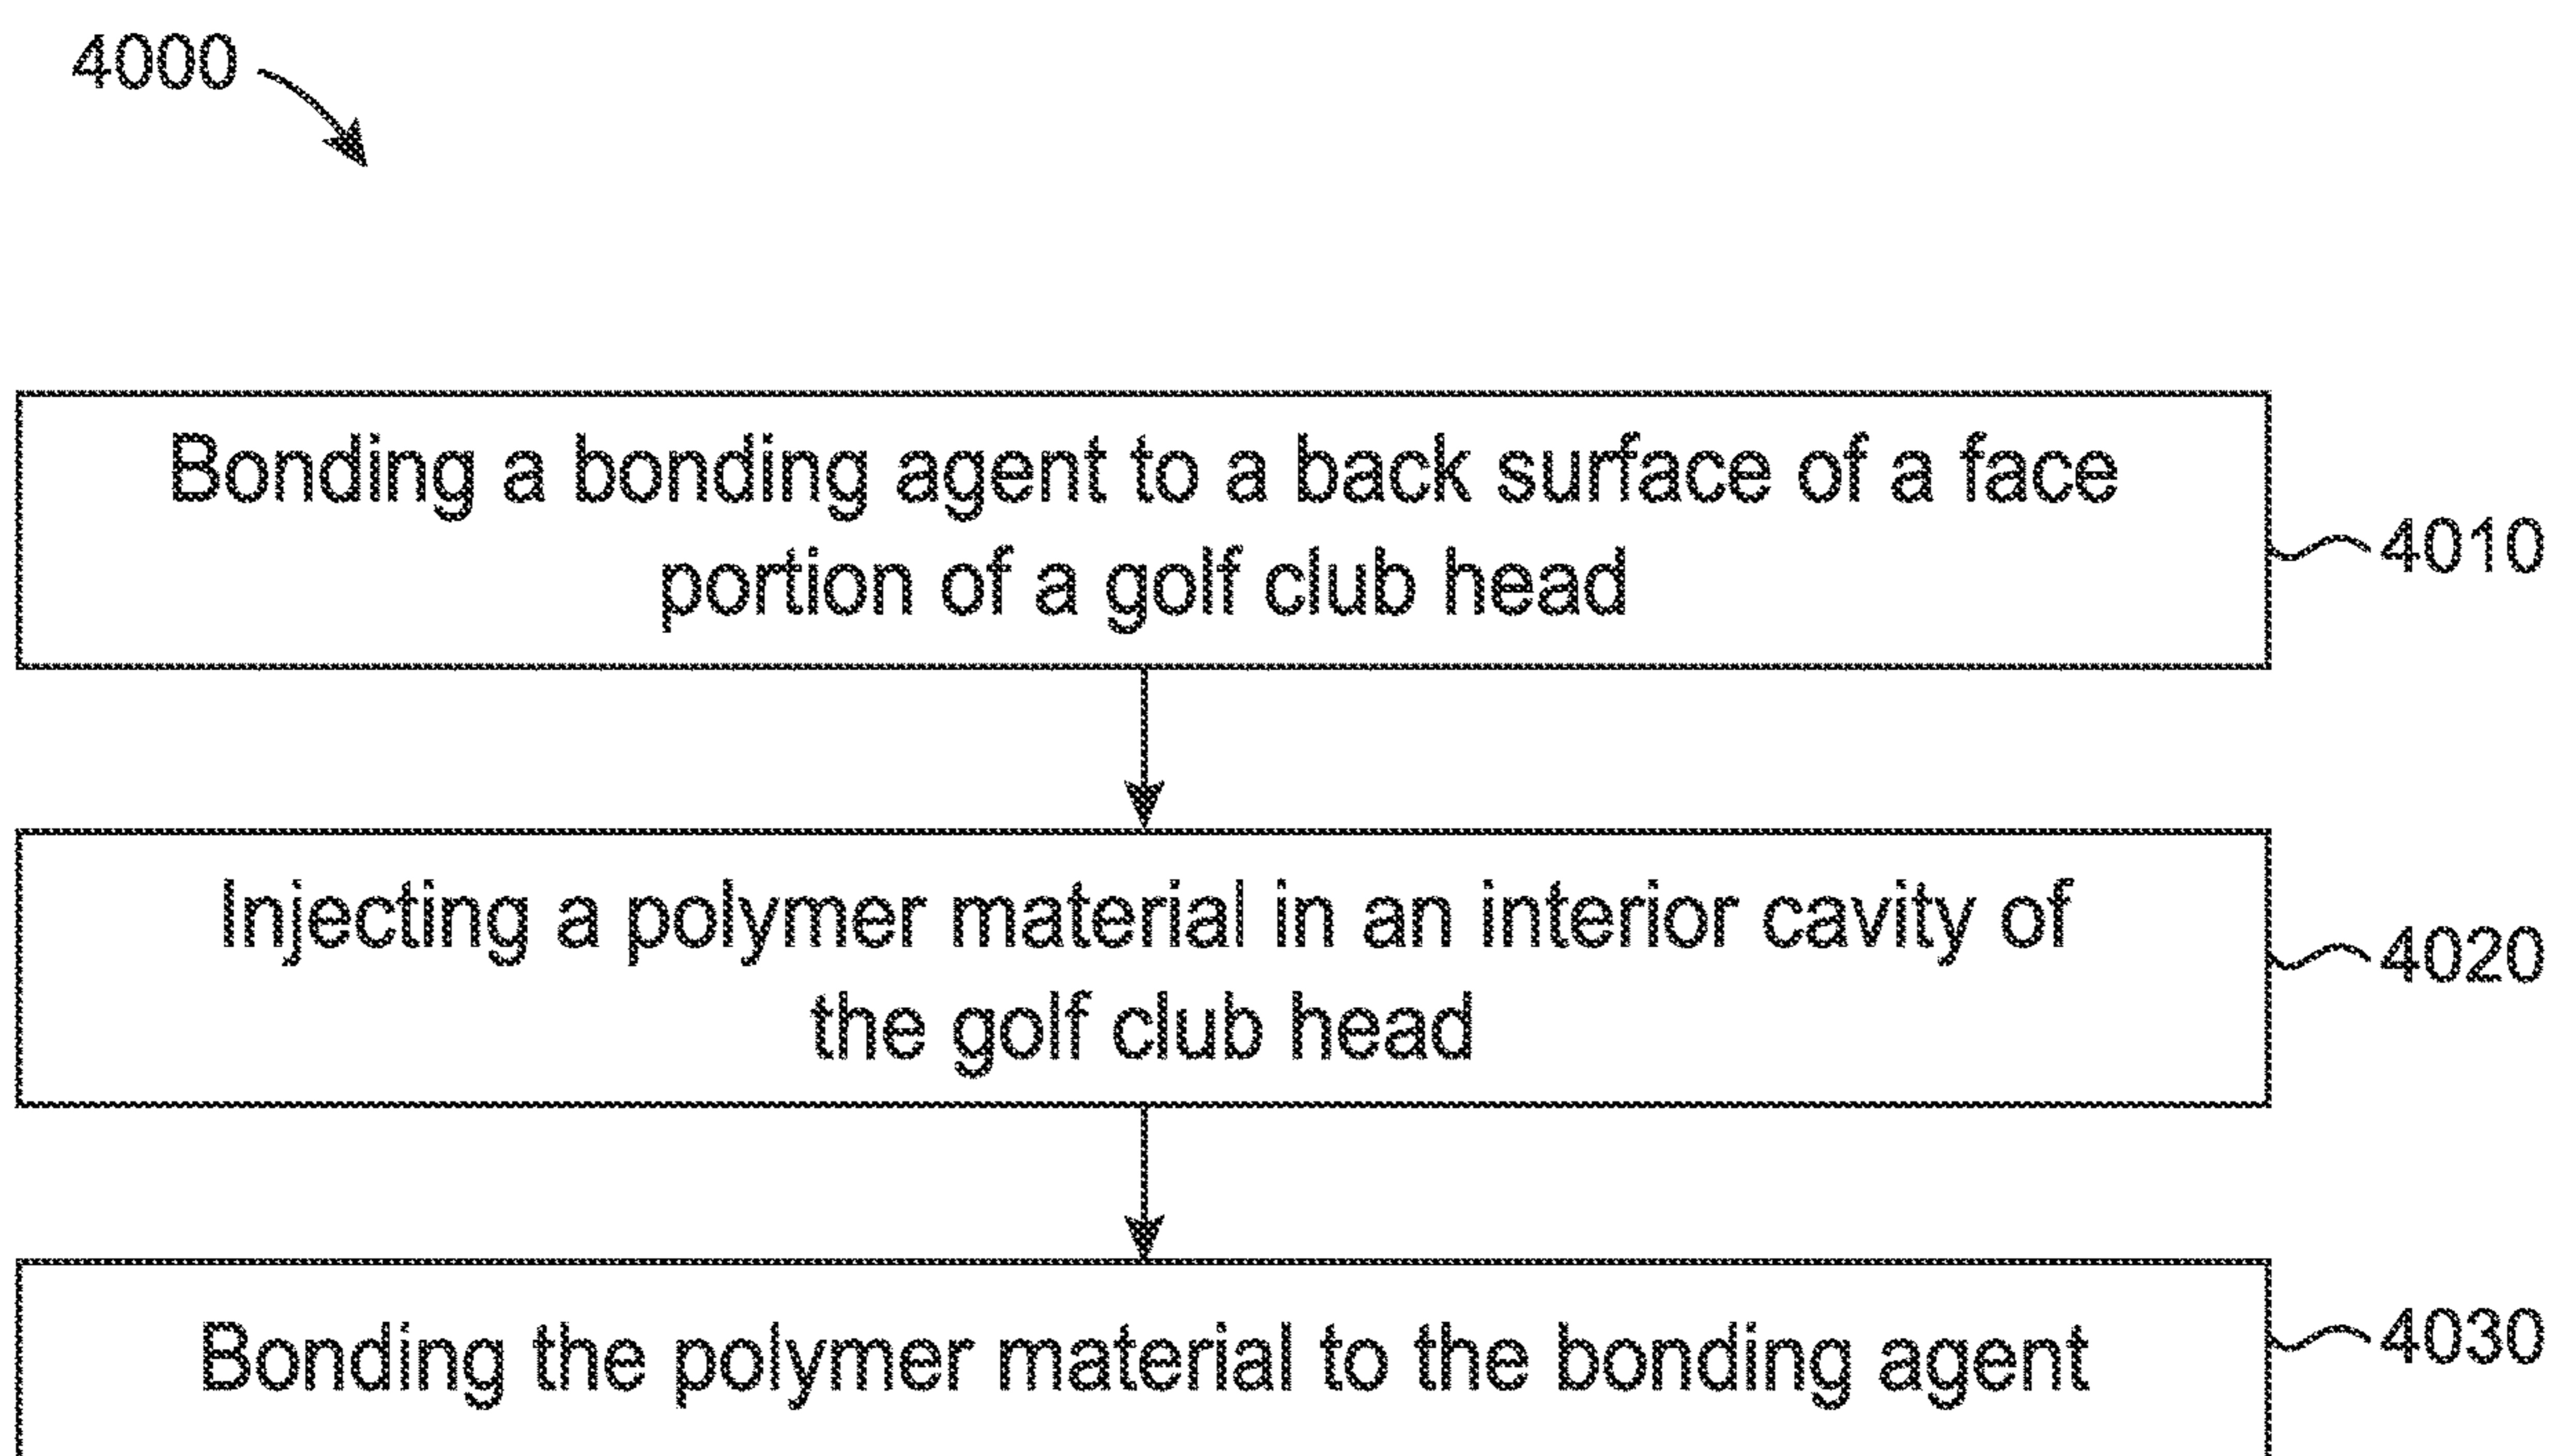 4000
Bonding a bonding agent to a back surface of a face
portion of a golf club head
4010
Injecting a polymer material in an interior cavity of
the golf club head
4020
Bonding the polymer material to the bonding agent
4030